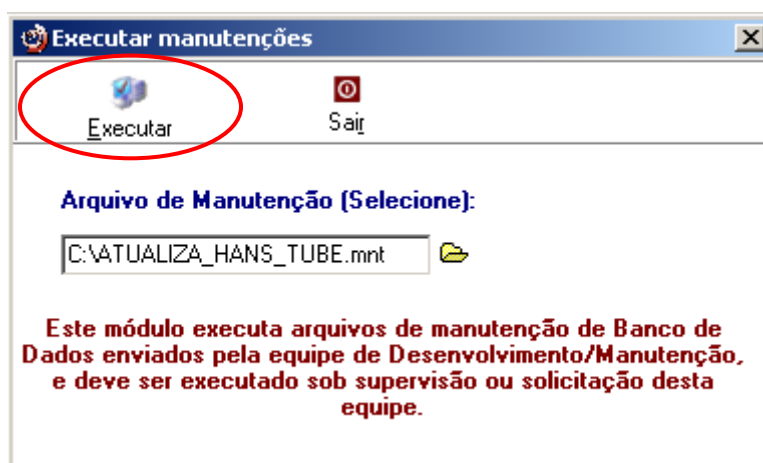 Executar manutenções
Executar
Sair
Arquivo de Manutenção (Selecione):
C:\ATUALIZA_HANS_TUBE.mnt
Este módulo executa arquivos de manutenção de Banco de
Dados enviados pela equipe de Desenvolvimento/Manutenção,
e deve ser executado sob supervisão ou solicitação desta
equipe.